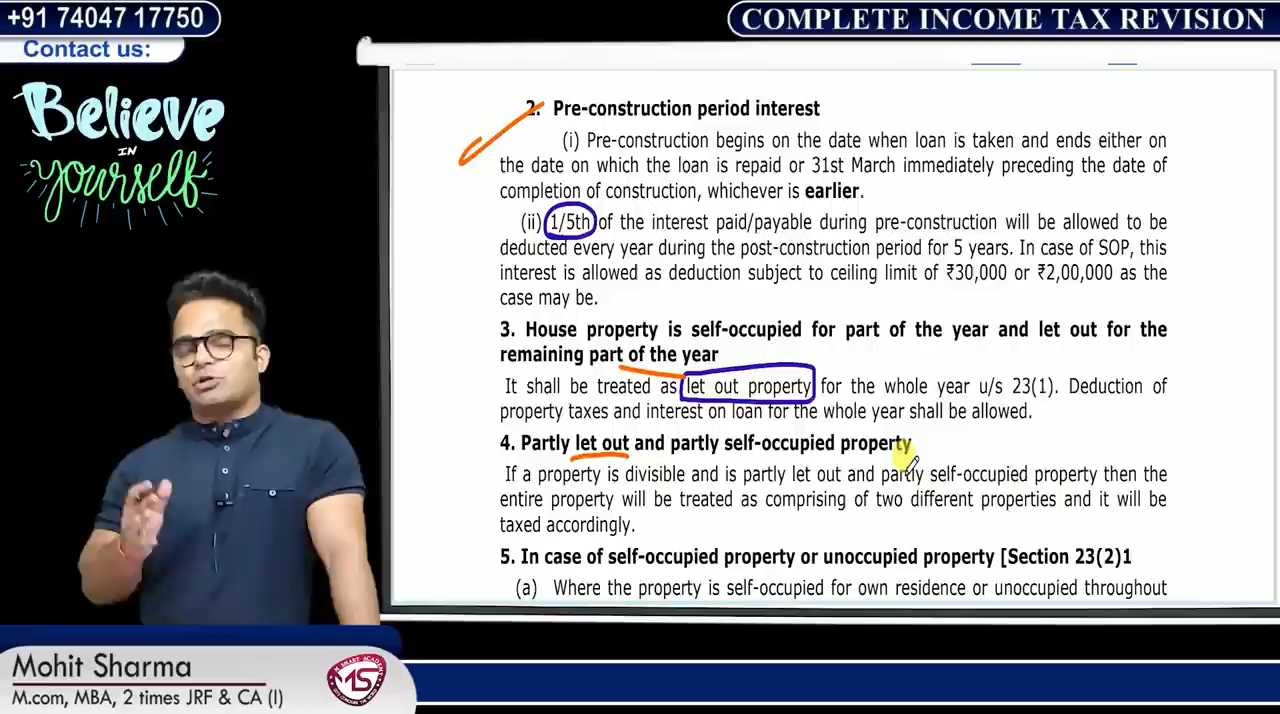 +91 74047 17750
Contact us:
COMPLETE INCOME TAX REVISION
Believe
IN
yourself
2. Pre-construction period interest
(i) Pre-construction begins on the date when loan is taken and ends either on
the date on which the loan is repaid or 31st March immediately preceding the date of
completion of construction, whichever is earlier.
(ii) 1/5th of the interest paid/payable during pre-construction will be allowed to be
deducted every year during the post-construction period for 5 years. In case of SOP, this
interest is allowed as deduction subject to ceiling limit of ₹30,000 or ₹2,00,000 as the
case may be.
3. House property is self-occupied for part of the year and let out for the
remaining part of the year
It shall be treated as let out property for the whole year u/s 23(1). Deduction of
property taxes and interest on loan for the whole year shall be allowed.
4. Partly let out and partly self-occupied property
If a property is divisible and is partly let out and partly self-occupied property then the
entire property will be treated as comprising of two different properties and it will be
taxed accordingly.
5. In case of self-occupied property or unoccupied property [Section 23(2)1
(a) Where the property is self-occupied for own residence or unoccupied throughout
Mohit Sharma
M.com, MBA, 2 times JRF & CA (I)
MS